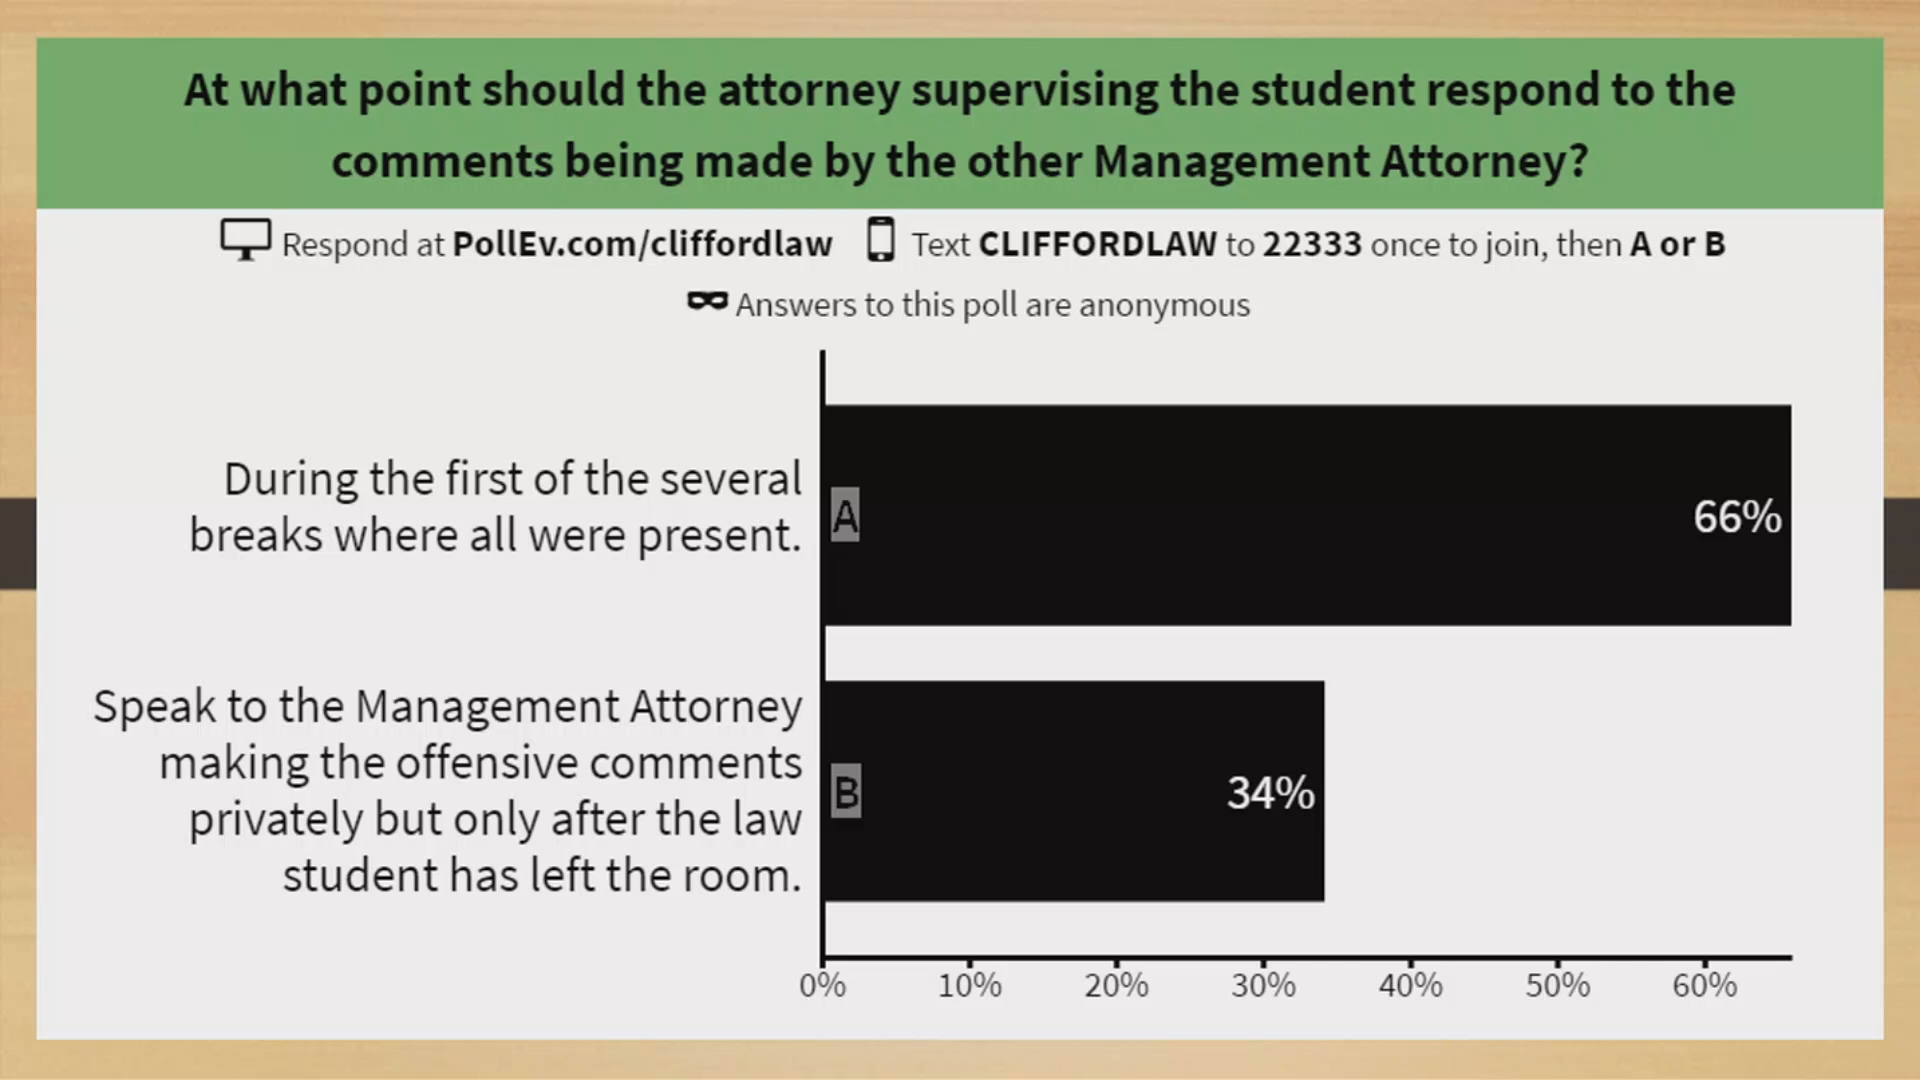 At what point should the attorney supervising the student respond to the
comments being made by the other Management Attorney?
Respond at PollEv.com/cliffordlaw Text CLIFFORDLAW to 22333 once to join, then A or B
Answers to this poll are anonymous
During the first of the several
breaks where all were present.
A
66%
Speak to the Management Attorney
making the offensive comments
privately but only after the law
student has left the room.
B
34%
0% 10% 20% 30% 40% 50% 60%